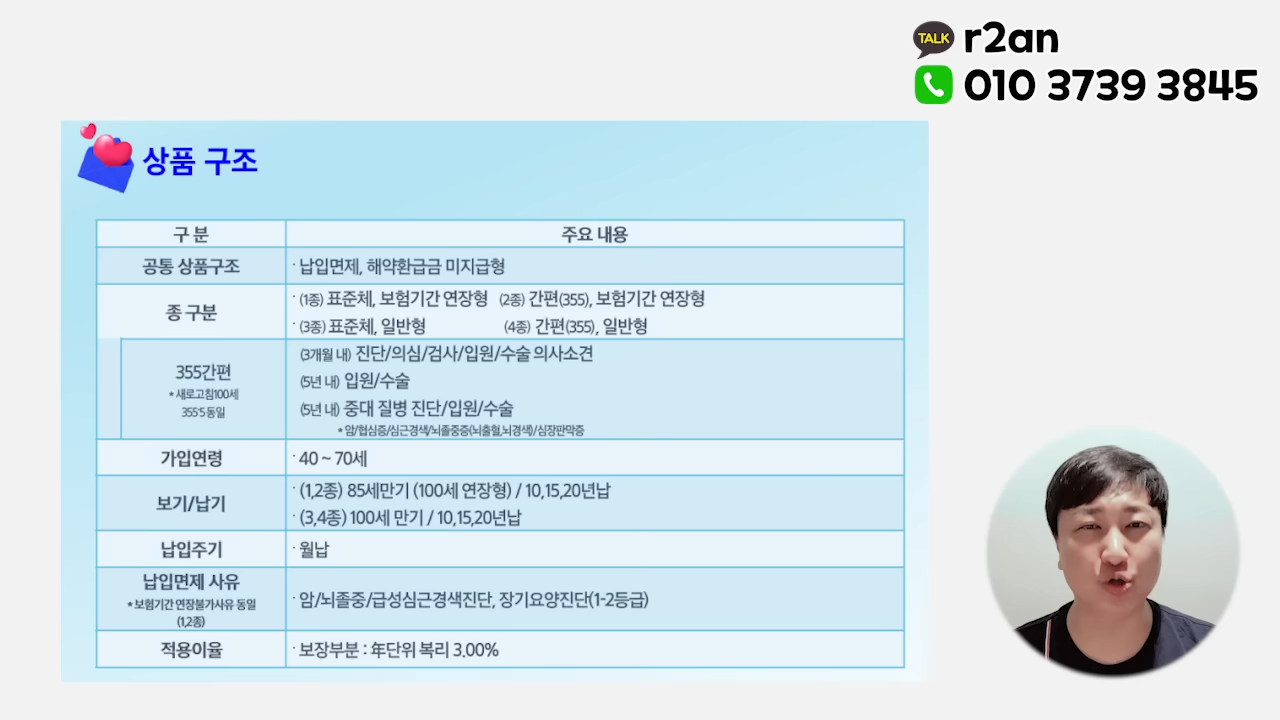 TALK r2an
010 3739 3845
상품 구조
구 분 주요 내용
공통 상품구조 · 납입면제, 해약환급금 미지급형
종 구분
· (1종) 표준체, 보험기간 연장형 (2종) 간편(355), 보험기간 연장형
· (3종) 표준체, 일반형 (4종) 간편(355), 일반형
355간편
* 새로고침100세
355'5 동일
(3개월 내) 진단/의심/검사/입원/수술 의사소견
(5년 내) 입원/수술
(5년 내) 중대 질병 진단/입원/수술
* 암/협심증/심근경색/뇌졸중증(뇌출혈,뇌경색)/심장판막증
가입연령 · 40 ~ 70세
보기/납기
· (1,2종) 85세만기 (100세 연장형) / 10,15,20년납
· (3,4종) 100세 만기 / 10,15,20년납
납입주기 · 월납
납입면제 사유
* 보험기간 연장불가사유 동일
(1,2종)
· 암/뇌졸중/급성심근경색진단, 장기요양진단(1-2등급)
적용이율 · 보장부분 : 年단위 복리 3.00%